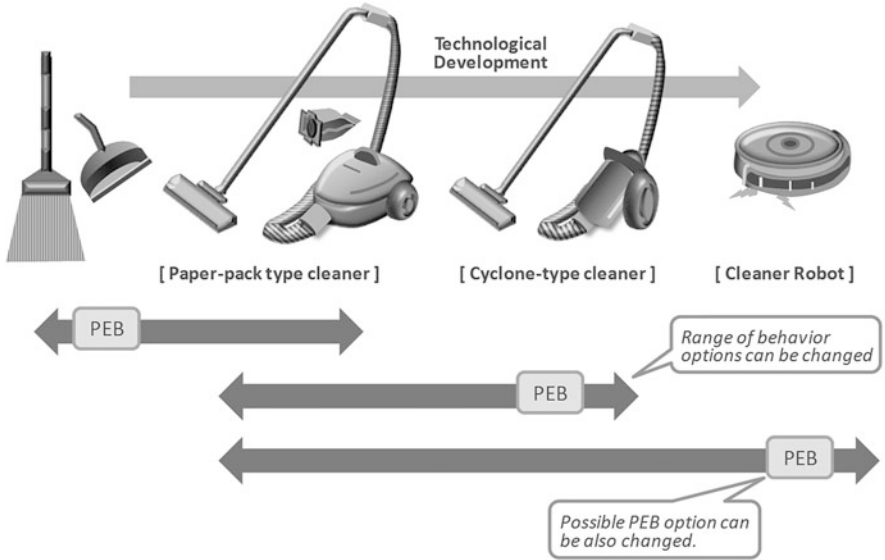 Technological
Development
[ Paper-pack type cleaner ]
[ Cyclone-type cleaner ]
[ Cleaner Robot ]
PEB
Range of behavior
options can be changed
PEB
PEB
Possible PEB option can
be also changed.